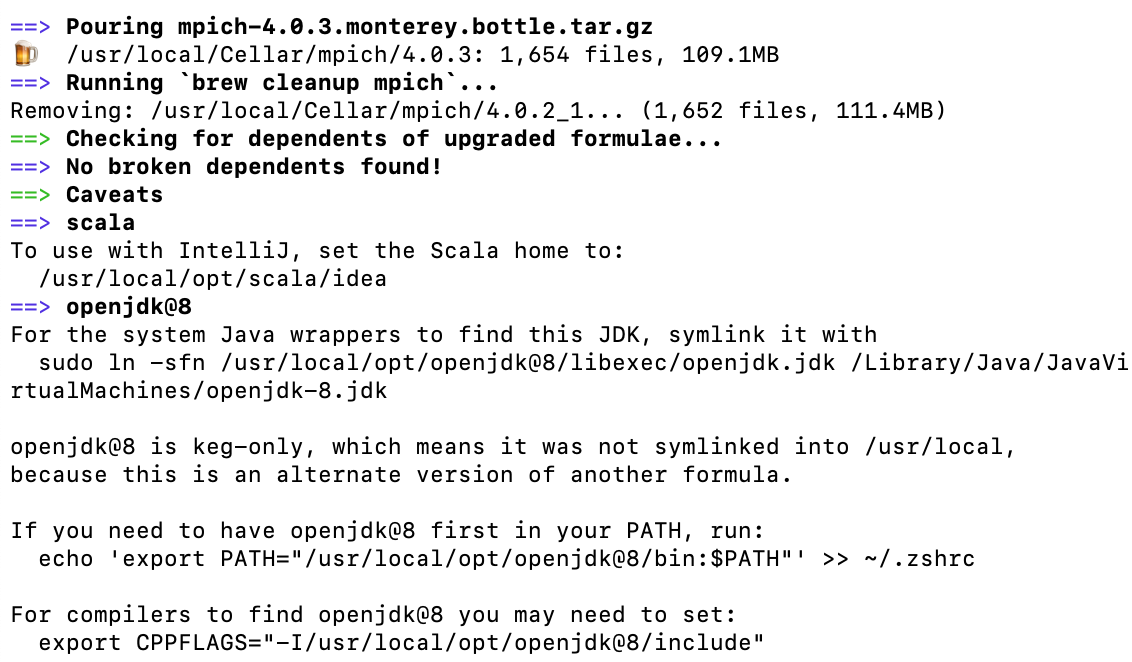 ==> Pouring mpich-4.0.3.monterey.bottle.tar.gz
🍺  /usr/local/Cellar/mpich/4.0.3: 1,654 files, 109.1MB
==> Running `brew cleanup mpich`...
Removing: /usr/local/Cellar/mpich/4.0.2_1... (1,652 files, 111.4MB)
==> Checking for dependents of upgraded formulae...
==> No broken dependents found!
==> Caveats
==> scala
To use with IntelliJ, set the Scala home to:
  /usr/local/opt/scala/idea
==> openjdk@8
For the system Java wrappers to find this JDK, symlink it with
  sudo ln -sfn /usr/local/opt/openjdk@8/libexec/openjdk.jdk /Library/Java/JavaVi
rtualMachines/openjdk-8.jdk

openjdk@8 is keg-only, which means it was not symlinked into /usr/local,
because this is an alternate version of another formula.

If you need to have openjdk@8 first in your PATH, run:
  echo 'export PATH="/usr/local/opt/openjdk@8/bin:$PATH"' >> ~/.zshrc

For compilers to find openjdk@8 you may need to set:
  export CPPFLAGS="-I/usr/local/opt/openjdk@8/include"